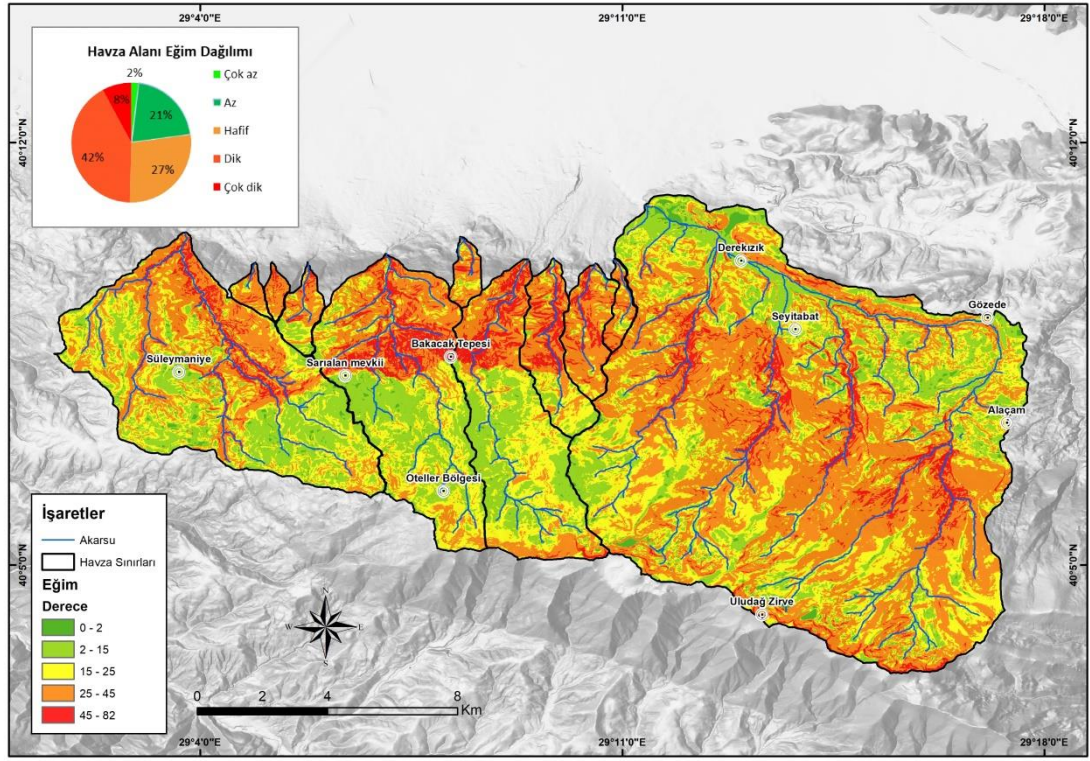 29°4'0"E
29°11'0"E
29°18'0"E
Havza Alanı Eğim Dağılımı
2%
8%
21%
42%
27%
Çok az
Az
Hafif
Dik
Çok dik
40°12'0"N
40°12'0"N
Derekızık
Gözede
Seyitabat
Bakacak Tepesi
Süleymaniye
Sarıalan mevkii
Alaçam
Oteller Bölgesi
Uludağ Zirve
İşaretler
Akarsu
Havza Sınırları
Eğim
Derece
0 - 2
2 - 15
15 - 25
25 - 45
45 - 82
N
W E
S
0 2 4 8
Km
40°5'0"N
40°5'0"N
29°4'0"E
29°11'0"E
29°18'0"E